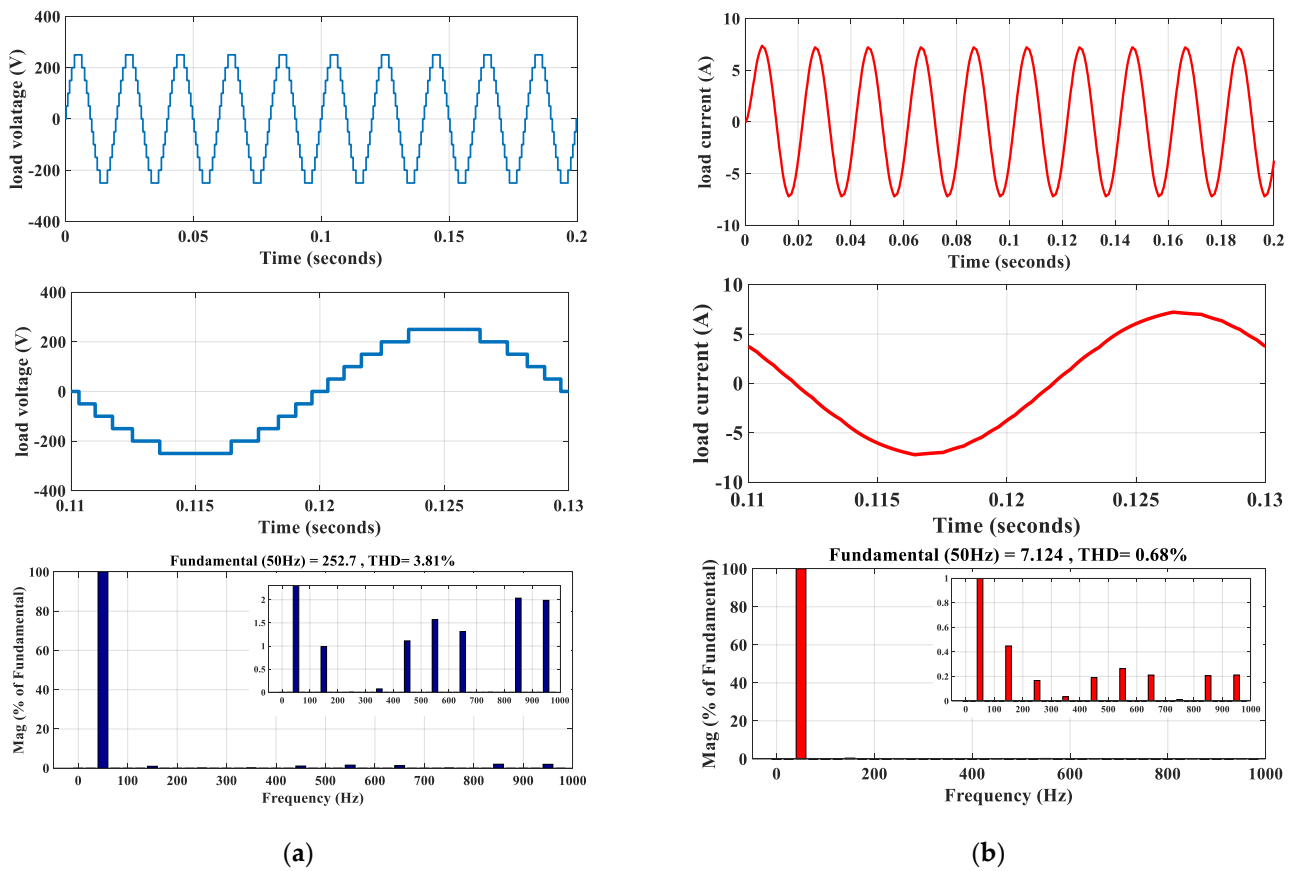 400
200
0
-200
-400
load volatage (V)
0
0.05
0.1
0.15
0.2
Time (seconds)
400
200
0
-200
-400
load voltage (V)
0.11
0.115
0.12
0.125
0.13
Time (seconds)
Fundamental (50Hz) = 252.7 , THD= 3.81%
100
80
60
40
20
0
Mag (% of Fundamental)
2
1.5
1
0.5
0
0 100 200 300 400 500 600 700 800 900 1000
0 100 200 300 400 500 600 700 800 900 1000
Frequency (Hz)
(a)
10
5
0
-5
-10
load current (A)
0 0.02 0.04 0.06 0.08 0.1 0.12 0.14 0.16 0.18 0.2
Time (seconds)
10
5
0
-5
-10
load current (A)
0.11
0.115
0.12
0.125
0.13
Time (seconds)
Fundamental (50Hz) = 7.124 , THD= 0.68%
100
80
60
40
20
0
Mag (% of Fundamental)
1
0.8
0.6
0.4
0.2
0
0 100 200 300 400 500 600 700 800 900 1000
0 200 400 600 800 1000
Frequency (Hz)
(b)